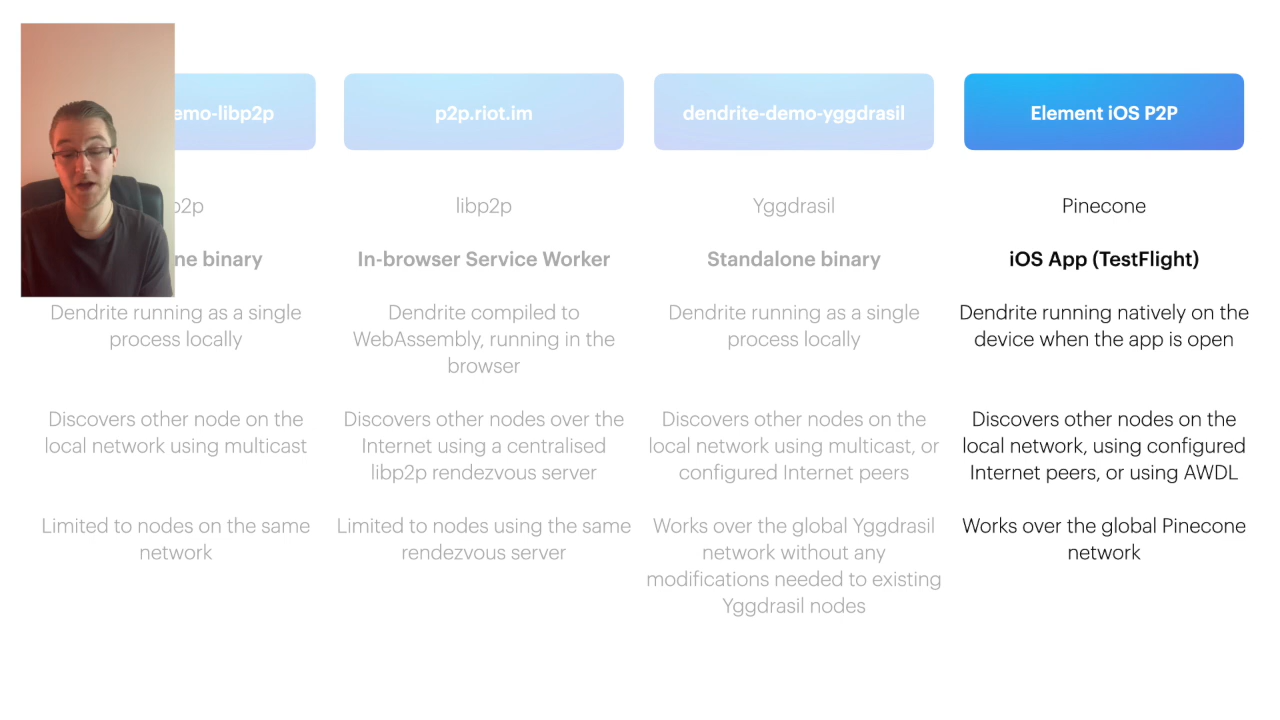 emo-libp2p
p2p
ne binary
Dendrite running as a single
process locally
Discovers other node on the
local network using multicast
Limited to nodes on the same
network
p2p.riot.im
libp2p
In-browser Service Worker
Dendrite compiled to
WebAssembly, running in the
browser
Discovers other nodes over the
Internet using a centralised
libp2p rendezvous server
Limited to nodes using the same
rendezvous server
dendrite-demo-yggdrasil
Yggdrasil
Standalone binary
Dendrite running as a single
process locally
Discovers other nodes on the
local network using multicast, or
configured Internet peers
Works over the global Yggdrasil
network without any
modifications needed to existing
Yggdrasil nodes
Element iOS P2P
Pinecone
iOS App (TestFlight)
Dendrite running natively on the
device when the app is open
Discovers other nodes on the
local network, using configured
Internet peers, or using AWDL
Works over the global Pinecone
network